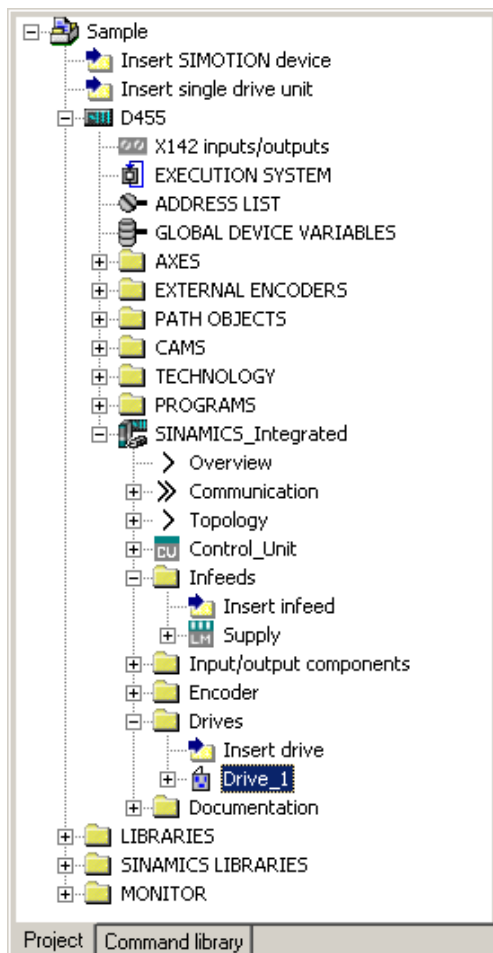 Sample
Insert SIMOTION device
Insert single drive unit
D455
X142 inputs/outputs
EXECUTION SYSTEM
ADDRESS LIST
GLOBAL DEVICE VARIABLES
AXES
EXTERNAL ENCODERS
PATH OBJECTS
CAMS
TECHNOLOGY
PROGRAMS
SINAMICS_Integrated
Overview
Communication
Topology
CU Control_Unit
Infeeds
Insert infeed
LM Supply
Input/output components
Encoder
Drives
Insert drive
Drive_1
Documentation
LIBRARIES
SINAMICS LIBRARIES
MONITOR
Project Command library